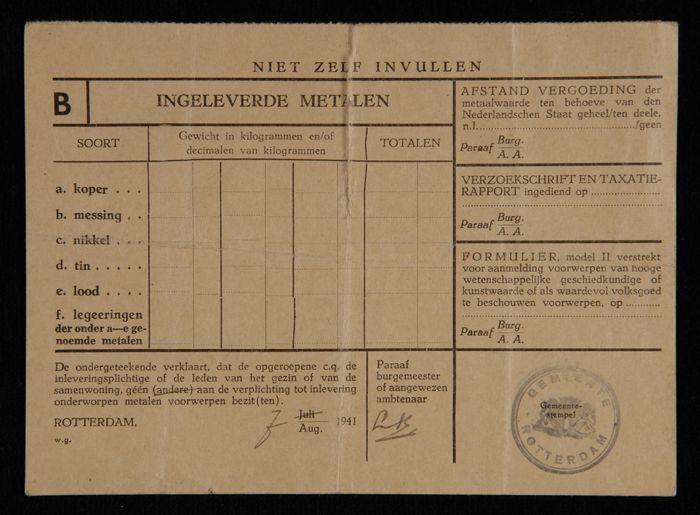 NIET ZELF INVULLEN
B
INGELEVERDE METALEN
SOORT
Gewicht in kilogrammen en/of
decimalen van kilogrammen
TOTALEN
a. koper . . .
b. messing . .
c. nikkel . . .
d. tin . . . . .
e. lood . . . .
f. legeeringen
der onder a—e ge-
noemde metalen
AFSTAND VERGOEDING der
metaalwaarde ten behoeve van den
Nederlandschen Staat geheel/ten deele,
n.l. ............ /geen
Paraaf Burg.
A. A.
VERZOEKSCHRIFT EN TAXATIE-
RAPPORT ingediend op ............
Paraaf Burg.
A. A.
FORMULIER, model II verstrekt
voor aanmelding voorwerpen van hooge
wetenschappelijke geschiedkundige of
kunstwaarde of als waardevol volksgoed
te beschouwen voorwerpen, op ............
Paraaf Burg.
A. A.
De ondergeteekende verklaart, dat de opgeroepene c.q. de
inleveringsplichtige of de leden van het gezin of van de
samenwoning, géén (andere) aan de verplichting tot inlevering
onderworpen metalen voorwerpen bezit(ten).
ROTTERDAM, 7 Juli 1941
Aug.
w.g.
Paraaf
burgemeester
of aangewezen
ambtenaar
GEMEENTE
Gemeente-
stempel
ROTTERDAM